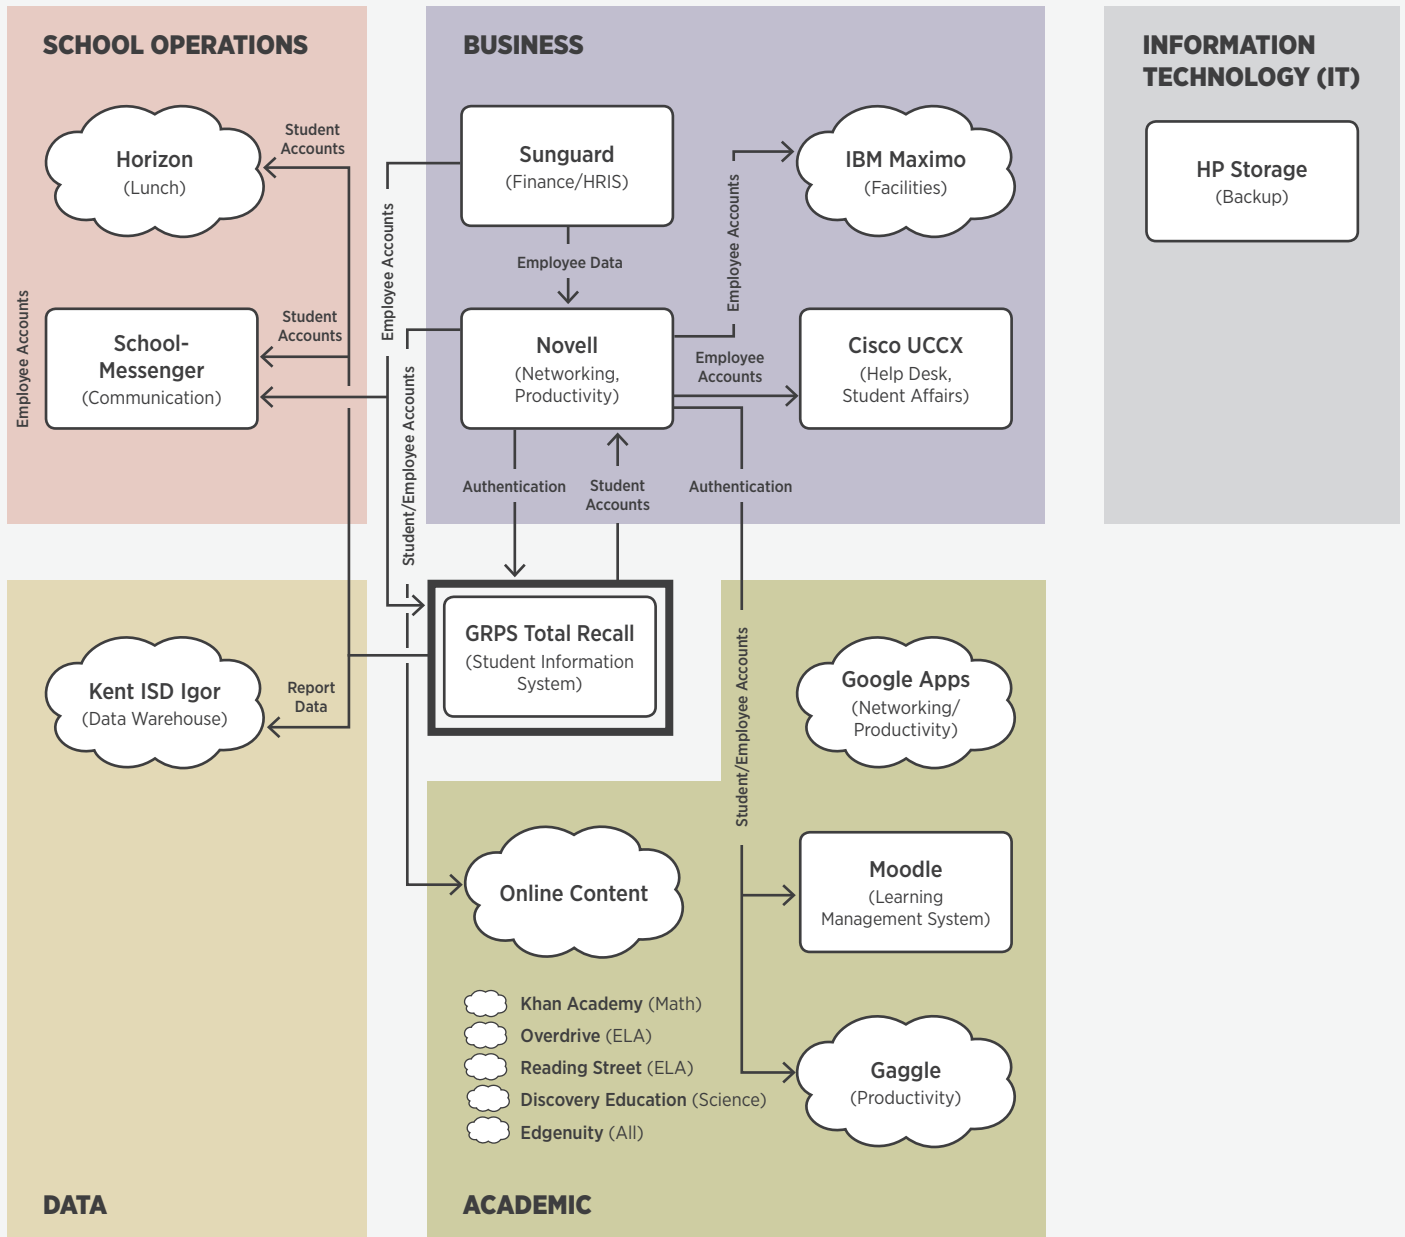 SCHOOL OPERATIONS
Student
Accounts
Horizon
(Lunch)
Employee Accounts
Student
Accounts
School-
Messenger
(Communication)
BUSINESS
Sunguard
(Finance/HRIS)
Employee Accounts
Employee Data
Employee Accounts
IBM Maximo
(Facilities)
Novell
(Networking,
Productivity)
Employee
Accounts
Cisco UCCX
(Help Desk,
Student Affairs)
Student/Employee Accounts
Authentication
Student
Accounts
Authentication
INFORMATION
TECHNOLOGY (IT)
HP Storage
(Backup)
GRPS Total Recall
(Student Information
System)
Kent ISD Igor
(Data Warehouse)
Report
Data
DATA
Student/Employee Accounts
Google Apps
(Networking/
Productivity)
Online Content
Moodle
(Learning
Management System)
Khan Academy (Math)
Overdrive (ELA)
Reading Street (ELA)
Discovery Education (Science)
Edgenuity (All)
Gaggle
(Productivity)
ACADEMIC